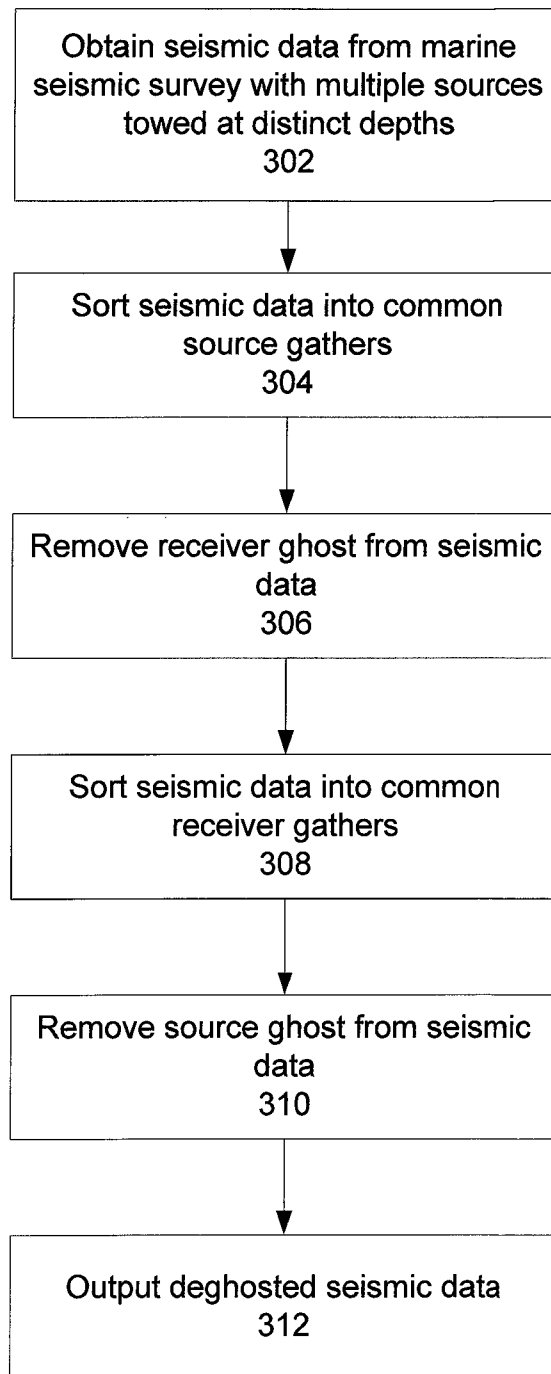 Obtain seismic data from marine
seismic survey with multiple sources
towed at distinct depths
302
Sort seismic data into common
source gathers
304
Remove receiver ghost from seismic
data
306
Sort seismic data into common
receiver gathers
308
Remove source ghost from seismic
data
310
Output deghosted seismic data
312